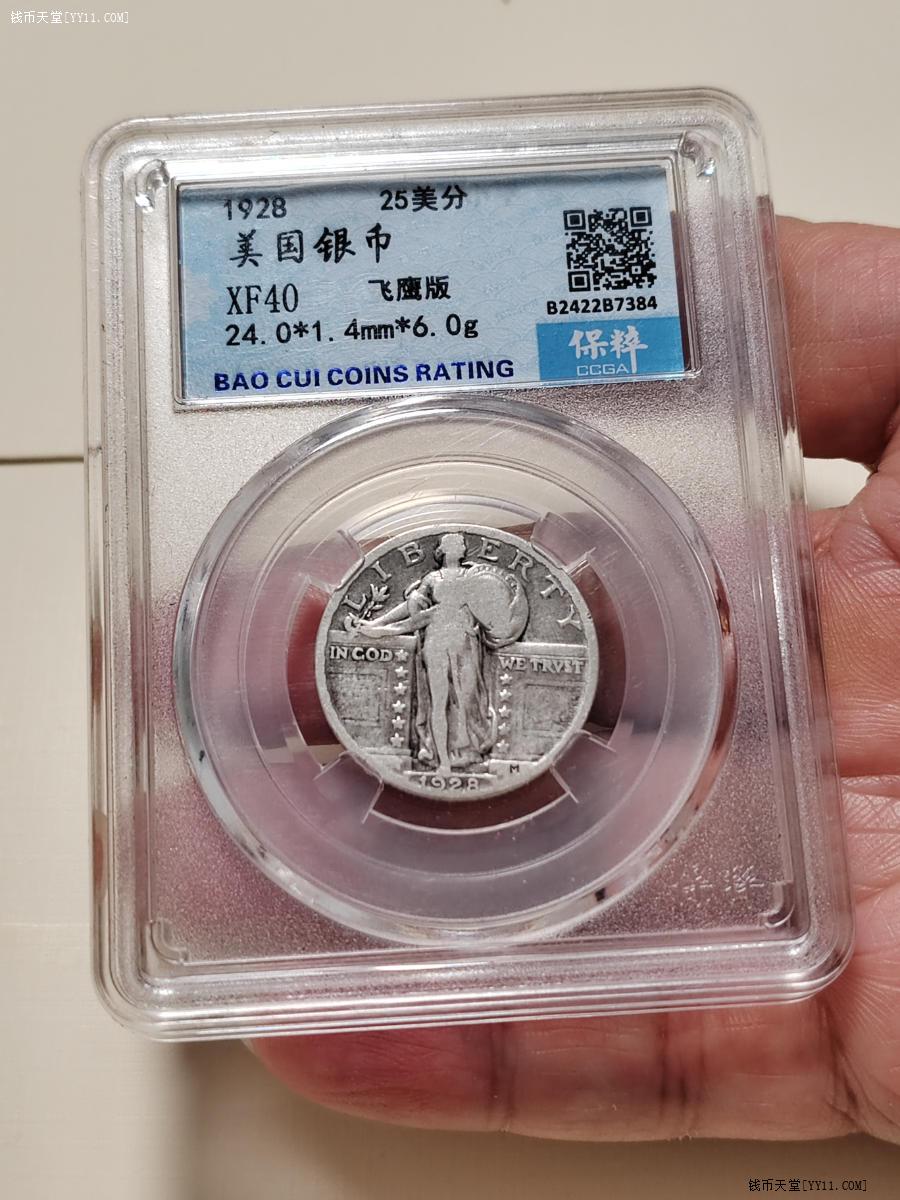 钱币天堂[YY11.COM]
1928 25美分
美国银币
XF40 飞鹰版
24.0*1.4mm*6.0g
B2422B7384
保粹
CCGA
BAO CUI COINS RATING
LIBERTY
IN GOD WE TRVST
M
1928
钱币天堂[YY11.COM]